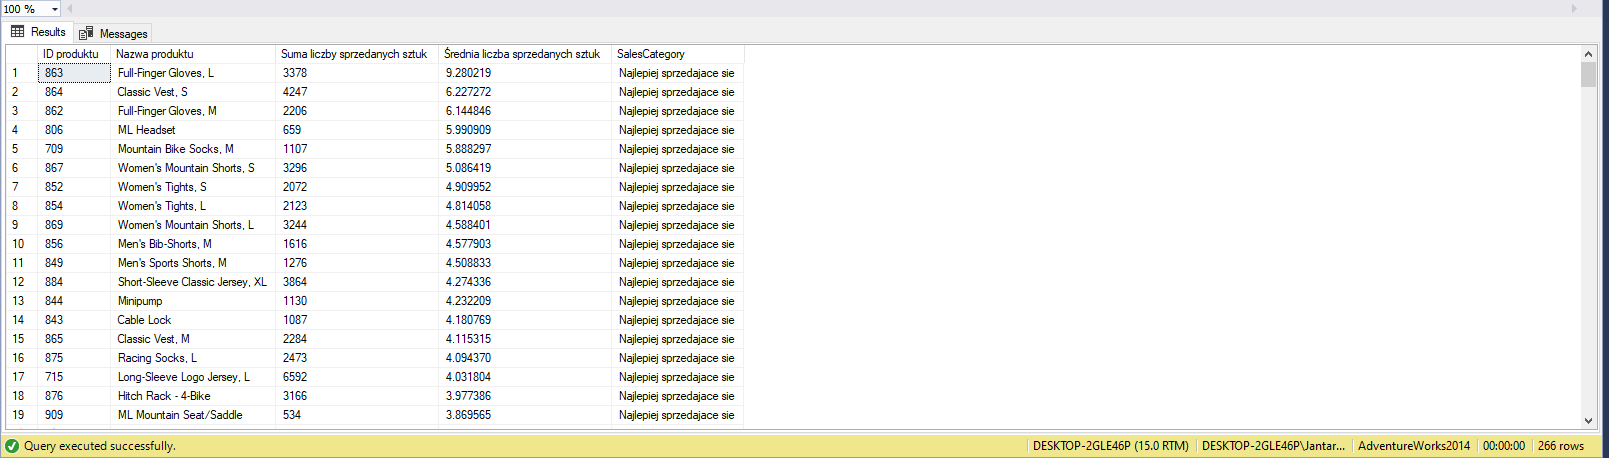 100 %
Results Messages
ID produktu Nazwa produktu Suma liczby sprzedanych sztuk Średnia liczba sprzedanych sztuk SalesCategory
1 863 Full-Finger Gloves, L 3378 9.280219 Najlepiej sprzedajace sie
2 864 Classic Vest, S 4247 6.227272 Najlepiej sprzedajace sie
3 862 Full-Finger Gloves, M 2206 6.144846 Najlepiej sprzedajace sie
4 806 ML Headset 659 5.990909 Najlepiej sprzedajace sie
5 709 Mountain Bike Socks, M 1107 5.888297 Najlepiej sprzedajace sie
6 867 Women's Mountain Shorts, S 3296 5.086419 Najlepiej sprzedajace sie
7 852 Women's Tights, S 2072 4.909952 Najlepiej sprzedajace sie
8 854 Women's Tights, L 2123 4.814058 Najlepiej sprzedajace sie
9 869 Women's Mountain Shorts, L 3244 4.588401 Najlepiej sprzedajace sie
10 856 Men's Bib-Shorts, M 1616 4.577903 Najlepiej sprzedajace sie
11 849 Men's Sports Shorts, M 1276 4.508833 Najlepiej sprzedajace sie
12 884 Short-Sleeve Classic Jersey, XL 3864 4.274336 Najlepiej sprzedajace sie
13 844 Minipump 1130 4.232209 Najlepiej sprzedajace sie
14 843 Cable Lock 1087 4.180769 Najlepiej sprzedajace sie
15 865 Classic Vest, M 2284 4.115315 Najlepiej sprzedajace sie
16 875 Racing Socks, L 2473 4.094370 Najlepiej sprzedajace sie
17 715 Long-Sleeve Logo Jersey, L 6592 4.031804 Najlepiej sprzedajace sie
18 876 Hitch Rack - 4-Bike 3166 3.977386 Najlepiej sprzedajace sie
19 909 ML Mountain Seat/Saddle 534 3.869565 Najlepiej sprzedajace sie
Query executed successfully. DESKTOP-2GLE46P (15.0 RTM) DESKTOP-2GLE46P\Jantar... AdventureWorks2014 00:00:00 266 rows